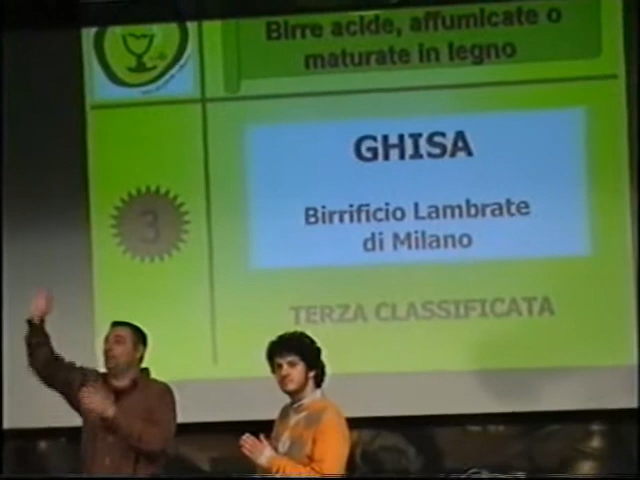 Birre acide, affumicate o
maturate in legno
GHISA
3
Birrificio Lambrate
di Milano
TERZA CLASSIFICATA